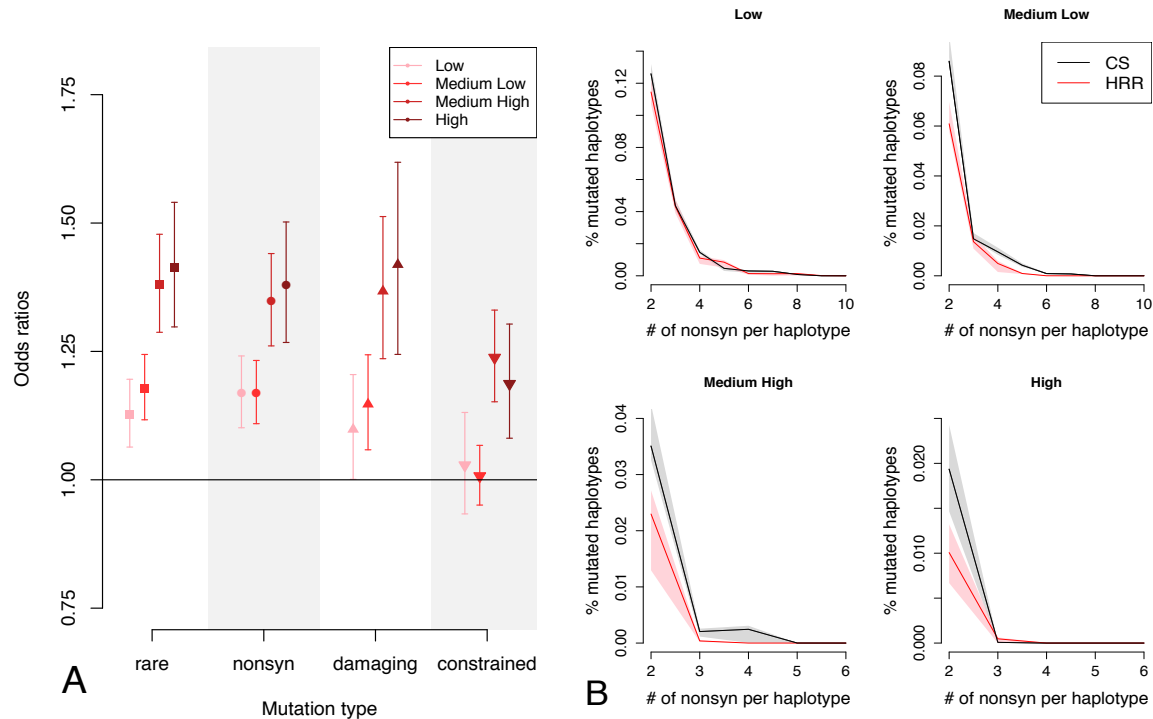 Odds ratios
0.75 1.00 1.25 1.50 1.75
Low
Medium Low
Medium High
High
rare nonsyn damaging constrained
Mutation type
A
Low
% mutated haplotypes
0.00 0.04 0.08 0.12
2 4 6 8 10
# of nonsyn per haplotype
Medium Low
CS
HRR
% mutated haplotypes
0.00 0.02 0.04 0.06 0.08
2 4 6 8 10
# of nonsyn per haplotype
Medium High
% mutated haplotypes
0.00 0.01 0.02 0.03 0.04
2 3 4 5 6
# of nonsyn per haplotype
High
% mutated haplotypes
0.000 0.010 0.020
2 3 4 5 6
# of nonsyn per haplotype
B